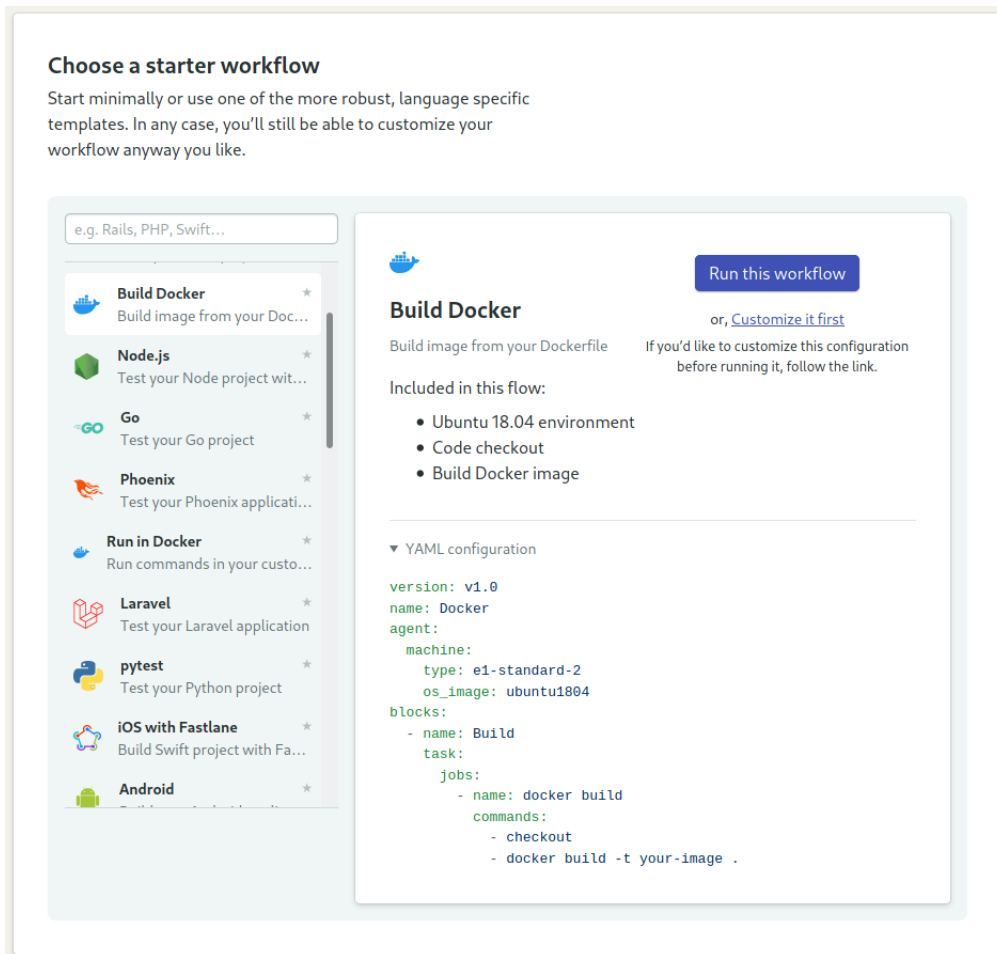 Choose a starter workflow
Start minimally or use one of the more robust, language specific
templates. In any case, you'll still be able to customize your
workflow anyway you like.
e.g. Rails, PHP, Swift...
Build Docker
Build image from your Doc...
Node.js
Test your Node project wit...
GO
Go
Test your Go project
Phoenix
Test your Phoenix applicati...
Run in Docker
Run commands in your custo...
Laravel
Test your Laravel application
pytest
Test your Python project
iOS with Fastlane
Build Swift project with Fa...
Android
Build Docker
Build image from your Dockerfile
Run this workflow
or, Customize it first
If you'd like to customize this configuration
before running it, follow the link.
Included in this flow:
• Ubuntu 18.04 environment
• Code checkout
• Build Docker image
▼ YAML configuration
version: v1.0
name: Docker
agent:
  machine:
    type: e1-standard-2
    os_image: ubuntu1804
blocks:
  - name: Build
    task:
      jobs:
        - name: docker build
          commands:
            - checkout
            - docker build -t your-image .